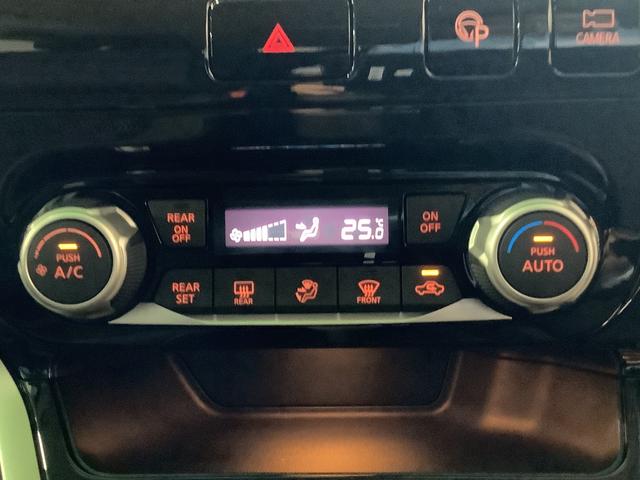 P
CAMERA
REAR
ON
OFF
25.0
°C
ON
OFF
PUSH
A/C
PUSH
AUTO
REAR
SET
REAR
FRONT